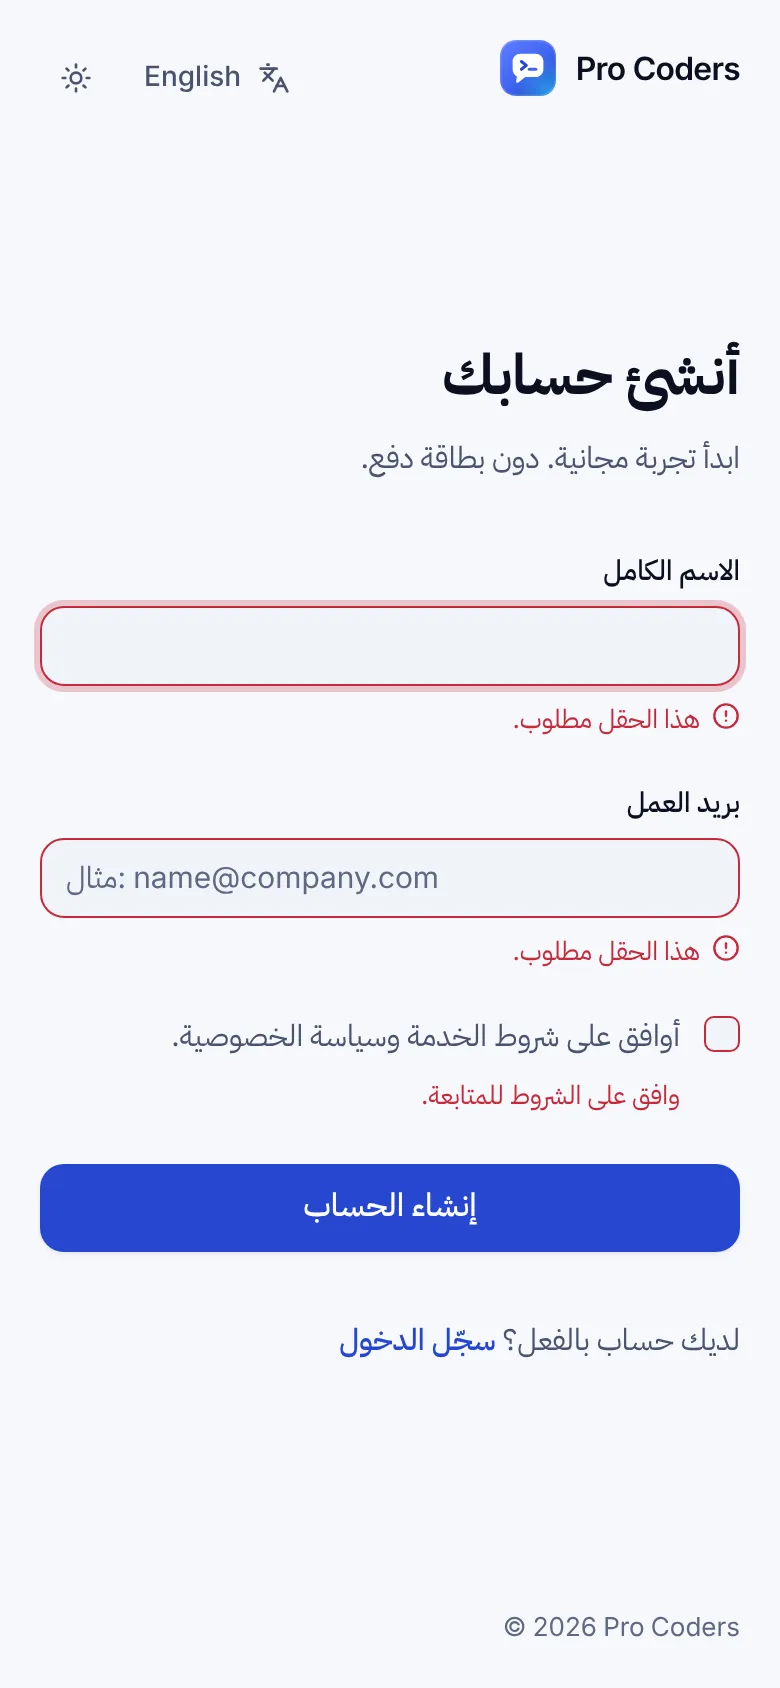 Pro Coders
English
أنشئ حسابك
ابدأ تجربة مجانية. دون بطاقة دفع.
الاسم الكامل
هذا الحقل مطلوب.
بريد العمل
مثال: name@company.com
هذا الحقل مطلوب.
أوافق على شروط الخدمة وسياسة الخصوصية.
وافق على الشروط للمتابعة.
إنشاء الحساب
لديك حساب بالفعل؟ سجّل الدخول
© 2026 Pro Coders